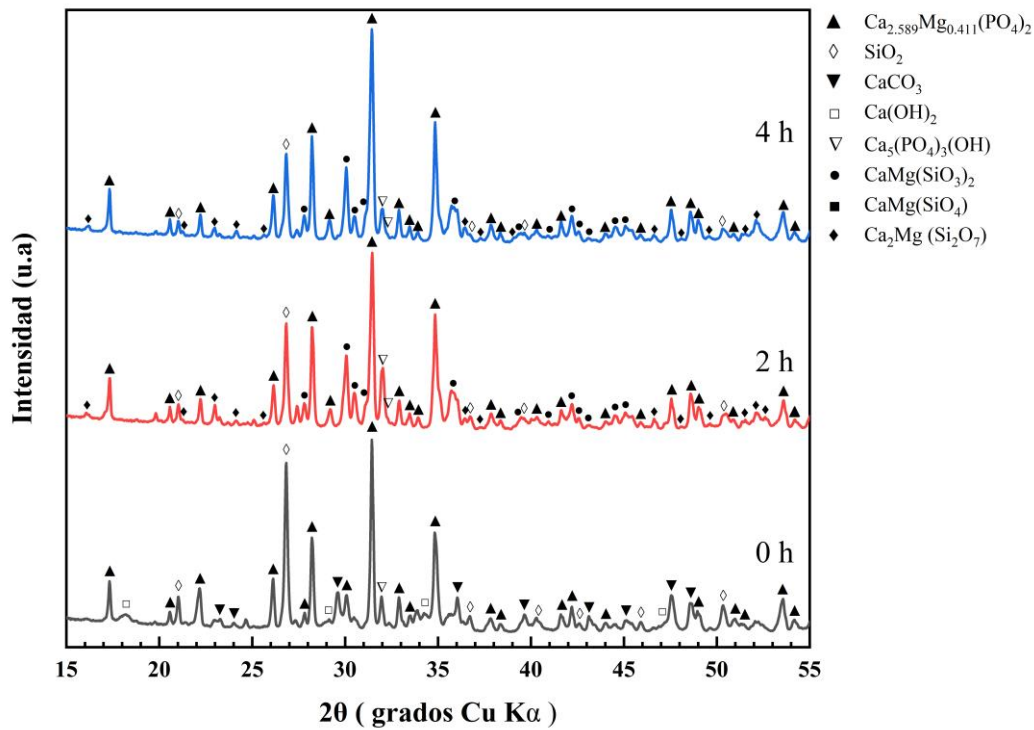 Ca2.589Mg0.411(PO4)2
SiO2
CaCO3
Ca(OH)2
Ca5(PO4)3(OH)
CaMg(SiO3)2
CaMg(SiO4)
Ca2Mg (Si2O7)
4 h
2 h
0 h
Intensidad (u.a)
15 20 25 30 35 40 45 50 55
2θ ( grados Cu Kα )